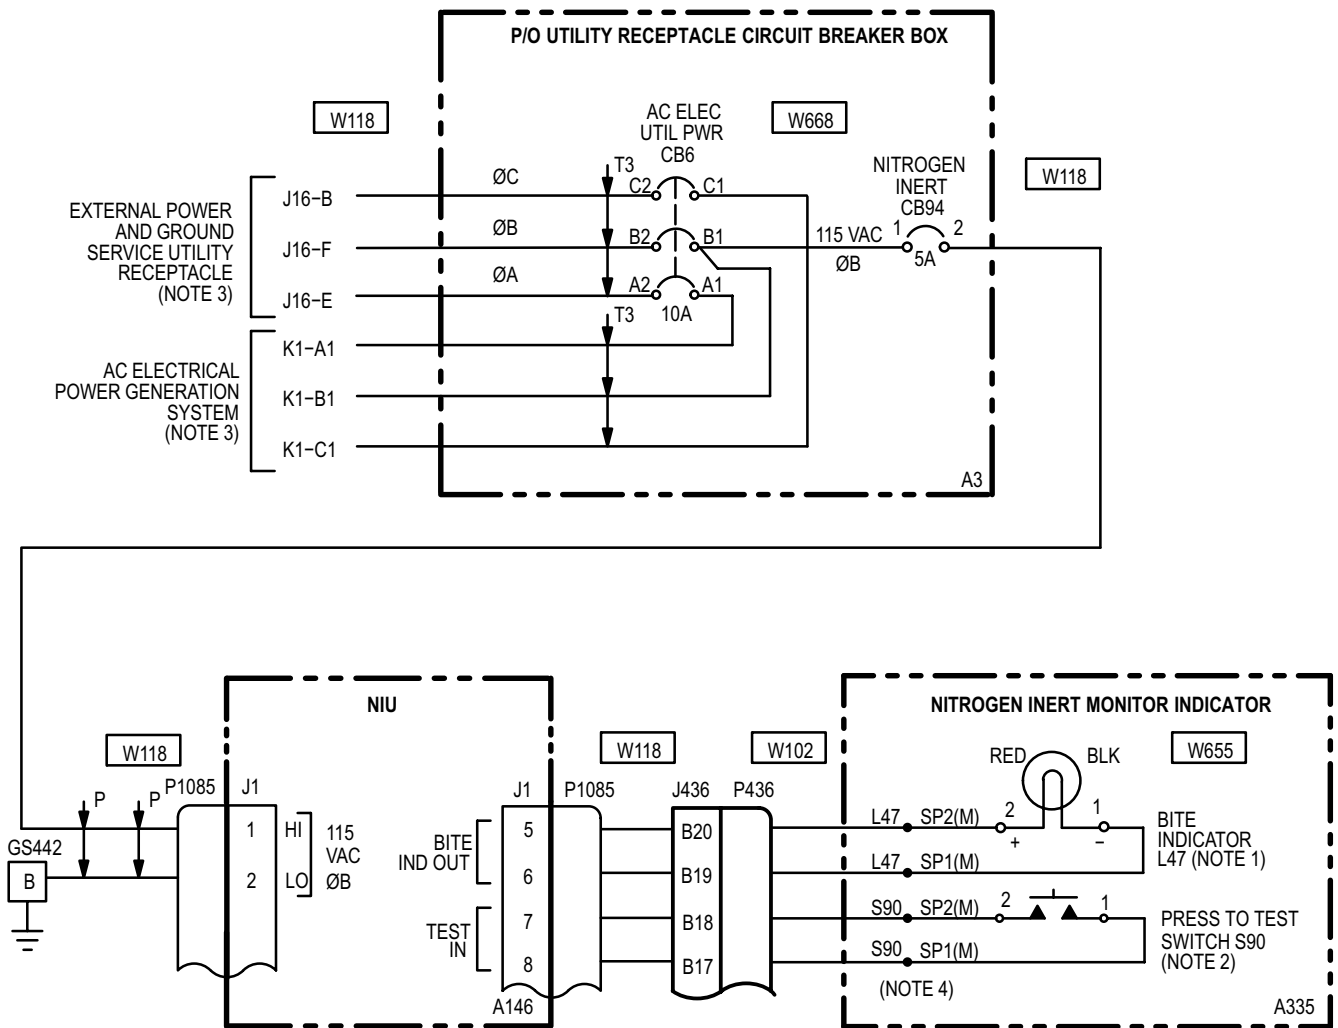 P/O UTILITY RECEPTACLE CIRCUIT BREAKER BOX
W118
AC ELEC
UTIL PWR
CB6
W668
NITROGEN
INERT
CB94
W118
EXTERNAL POWER
AND GROUND
SERVICE UTILITY
RECEPTACLE
(NOTE 3)
J16−B
ØC
T3
C2
C1
J16−F
ØB
B2
B1
115 VAC
ØB
1
2
5A
J16−E
ØA
A2
A1
10A
T3
AC ELECTRICAL
POWER GENERATION
SYSTEM
(NOTE 3)
K1−A1
K1−B1
K1−C1
A3
NIU
NITROGEN INERT MONITOR INDICATOR
W118
W118
W102
W655
P
P
P1085
J1
J1
P1085
J436
P436
RED
BLK
GS442
B
1
HI
2
LO
115
VAC
ØB
BITE
IND OUT
5
6
TEST
IN
7
8
B20
B19
B18
B17
L47
SP2(M)
2
+
1
−
L47
SP1(M)
BITE
INDICATOR
L47 (NOTE 1)
S90
SP2(M)
2
1
S90
SP1(M)
PRESS TO TEST
SWITCH S90
(NOTE 2)
(NOTE 4)
A146
A335